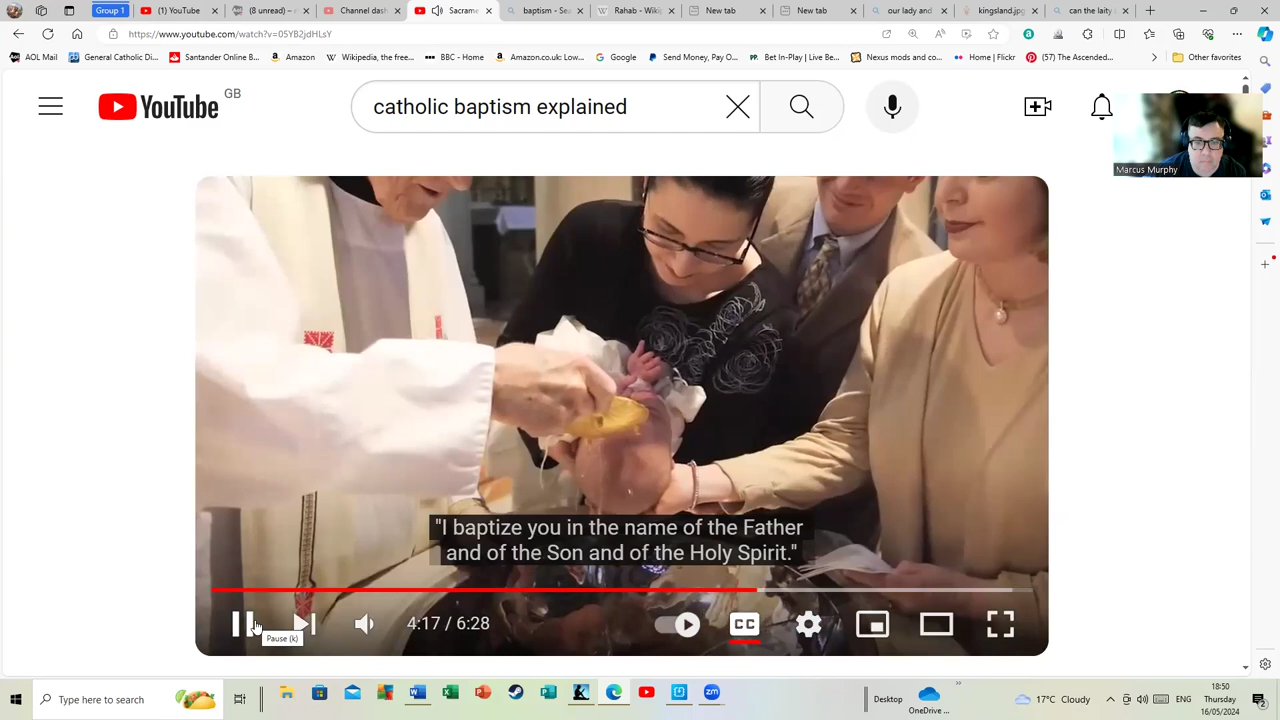 Group 1
(1) YouTube
(8 unread) – r
Channel dash
Sacrame
baptism - Sea
Rahab - Wiki
New tab
New tab
our lady and
kingsland.jpg
can the laity
https://www.youtube.com/watch?v=05YB2jdHLsY
AOL Mail
General Catholic Di...
Santander Online B...
Amazon
Wikipedia, the free...
BBC - Home
Amazon.co.uk: Low...
Google
Send Money, Pay O...
Bet In-Play | Live Be...
Nexus mods and co...
Home | Flickr
(57) The Ascended...
Other favorites
YouTube GB
catholic baptism explained
Marcus Murphy
"I baptize you in the name of the Father
and of the Son and of the Holy Spirit."
4:17 / 6:28
CC
Pause (k)
Type here to search
Desktop
OneDrive ...
17°C Cloudy
ENG
18:50
Thursday
16/05/2024